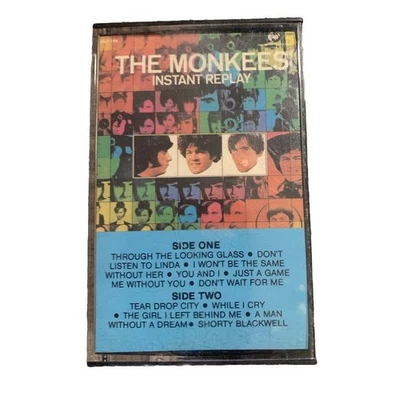 THE MONKEES
INSTANT REPLAY
SIDE ONE
THROUGH THE LOOKING GLASS • DON'T
LISTEN TO LINDA • I WON'T BE THE SAME
WITHOUT HER • YOU AND I • JUST A GAME
ME WITHOUT YOU • DON'T WAIT FOR ME
SIDE TWO
TEAR DROP CITY • WHILE I CRY
• THE GIRL I LEFT BEHIND ME • A MAN
WITHOUT A DREAM • SHORTY BLACKWELL